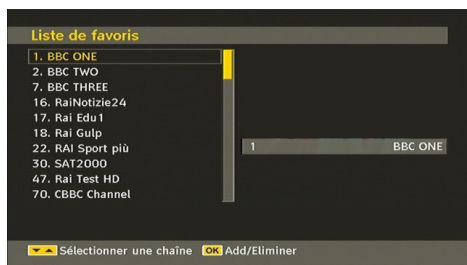 Liste de favoris
1. BBC ONE
2. BBC TWO
7. BBC THREE
16. RaiNotizie24
17. Rai Edu1
18. Rai Gulp
22. RAI Sport più
1 BBC ONE
30. SAT2000
47. Rai Test HD
70. CBBC Channel
Sélectionner une chaîne OK Add/Eliminer